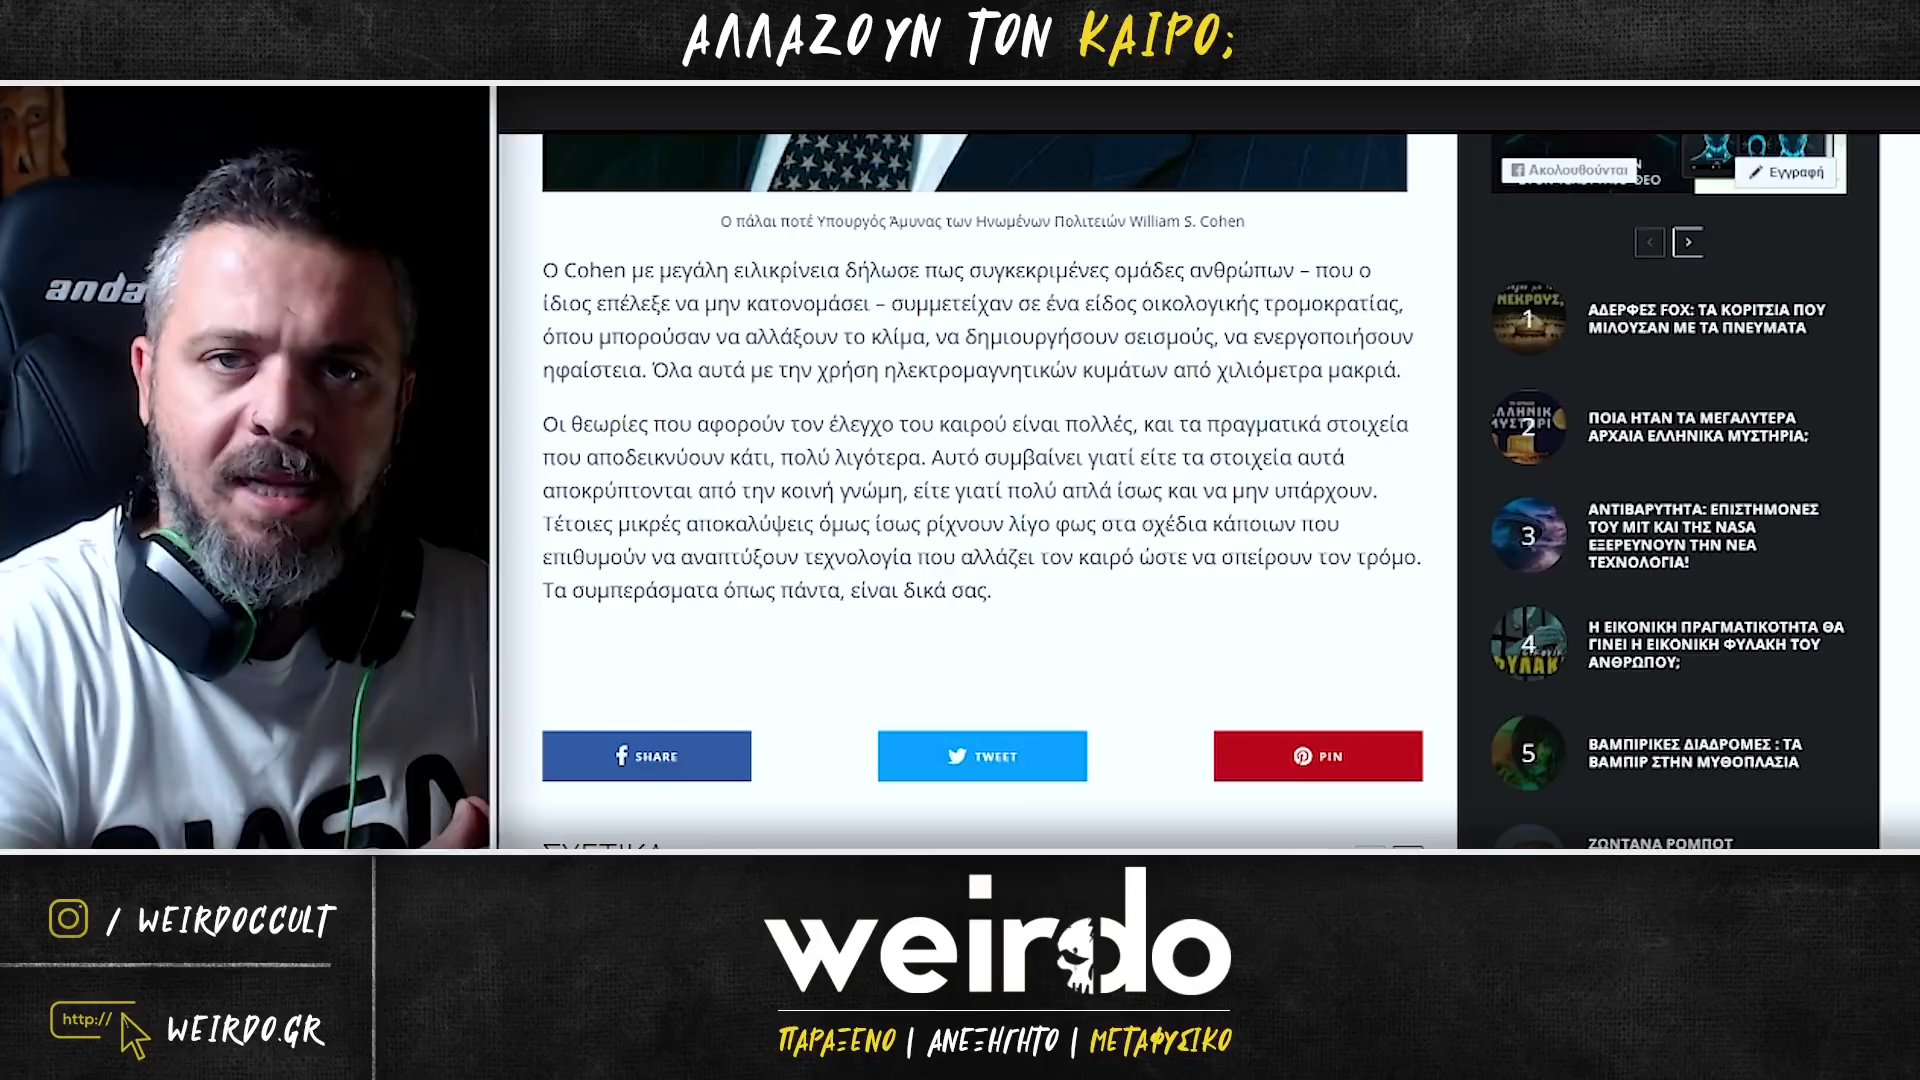 ΑΛΛΑΖΟΥΝ ΤΟΝ ΚΑΙΡΟ;
anda
Ο πάλαι ποτέ Υπουργός Άμυνας των Ηνωμένων Πολιτειών William S. Cohen
Ο Cohen με μεγάλη ειλικρίνεια δήλωσε πως συγκεκριμένες ομάδες ανθρώπων – που ο
ίδιος επέλεξε να μην κατονομάσει – συμμετείχαν σε ένα είδος οικολογικής τρομοκρατίας,
όπου μπορούσαν να αλλάξουν το κλίμα, να δημιουργήσουν σεισμούς, να ενεργοποιήσουν
ηφαίστεια. Όλα αυτά με την χρήση ηλεκτρομαγνητικών κυμάτων από χιλιόμετρα μακριά.
Οι θεωρίες που αφορούν τον έλεγχο του καιρού είναι πολλές, και τα πραγματικά στοιχεία
που αποδεικνύουν κάτι, πολύ λιγότερα. Αυτό συμβαίνει γιατί είτε τα στοιχεία αυτά
αποκρύπτονται από την κοινή γνώμη, είτε γιατί πολύ απλά ίσως και να μην υπάρχουν.
Τέτοιες μικρές αποκαλύψεις όμως ίσως ρίχνουν λίγο φως στα σχέδια κάποιων που
επιθυμούν να αναπτύξουν τεχνολογία που αλλάζει τον καιρό ώστε να σπείρουν τον τρόμο.
Τα συμπεράσματα όπως πάντα, είναι δικά σας.
SHARE
TWEET
PIN
ΣΧΕΤΙΚΑ
Ακολουθούνται
Εγγραφή
1
ΑΔΕΡΦΕΣ FOX: ΤΑ ΚΟΡΙΤΣΙΑ ΠΟΥ
ΜΙΛΟΥΣΑΝ ΜΕ ΤΑ ΠΝΕΥΜΑΤΑ
2
ΠΟΙΑ ΗΤΑΝ ΤΑ ΜΕΓΑΛΥΤΕΡΑ
ΑΡΧΑΙΑ ΕΛΛΗΝΙΚΑ ΜΥΣΤΗΡΙΑ;
3
ΑΝΤΙΒΑΡΥΤΗΤΑ: ΕΠΙΣΤΗΜΟΝΕΣ
ΤΟΥ MIT ΚΑΙ ΤΗΣ NASA
ΕΞΕΡΕΥΝΟΥΝ ΤΗΝ ΝΕΑ
ΤΕΧΝΟΛΟΓΙΑ!
4
Η ΕΙΚΟΝΙΚΗ ΠΡΑΓΜΑΤΙΚΟΤΗΤΑ ΘΑ
ΓΙΝΕΙ Η ΕΙΚΟΝΙΚΗ ΦΥΛΑΚΗ ΤΟΥ
ΑΝΘΡΩΠΟΥ;
5
ΒΑΜΠΙΡΙΚΕΣ ΔΙΑΔΡΟΜΕΣ : ΤΑ
ΒΑΜΠΙΡ ΣΤΗΝ ΜΥΘΟΠΛΑΣΙΑ
ΖΩΝΤΑΝΑ ΡΟΜΠΟΤ
/ WEIRDOCCULT
http:// WEIRDO.GR
weirdo
ΠΑΡΑΞΕΝΟ | ΑΝΕΞΗΓΗΤΟ | ΜΕΤΑΦΥΣΙΚΟ